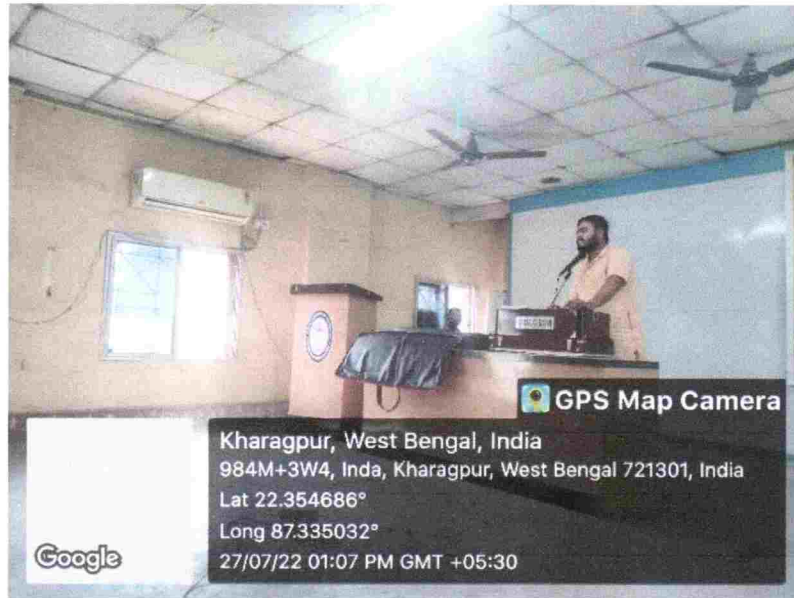 GPS Map Camera
Kharagpur, West Bengal, India
984M+3W4, Inda, Kharagpur, West Bengal 721301, India
Lat 22.354686°
Long 87.335032°
27/07/22 01:07 PM GMT +05:30
Google